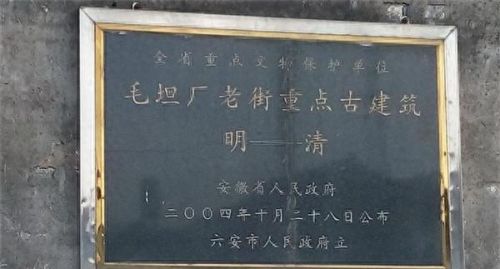 全省重点文物保护单位
毛坦厂老街重点古建筑
明——清
安徽省人民政府
二〇〇四年十月二十八日公布
六安市人民政府立